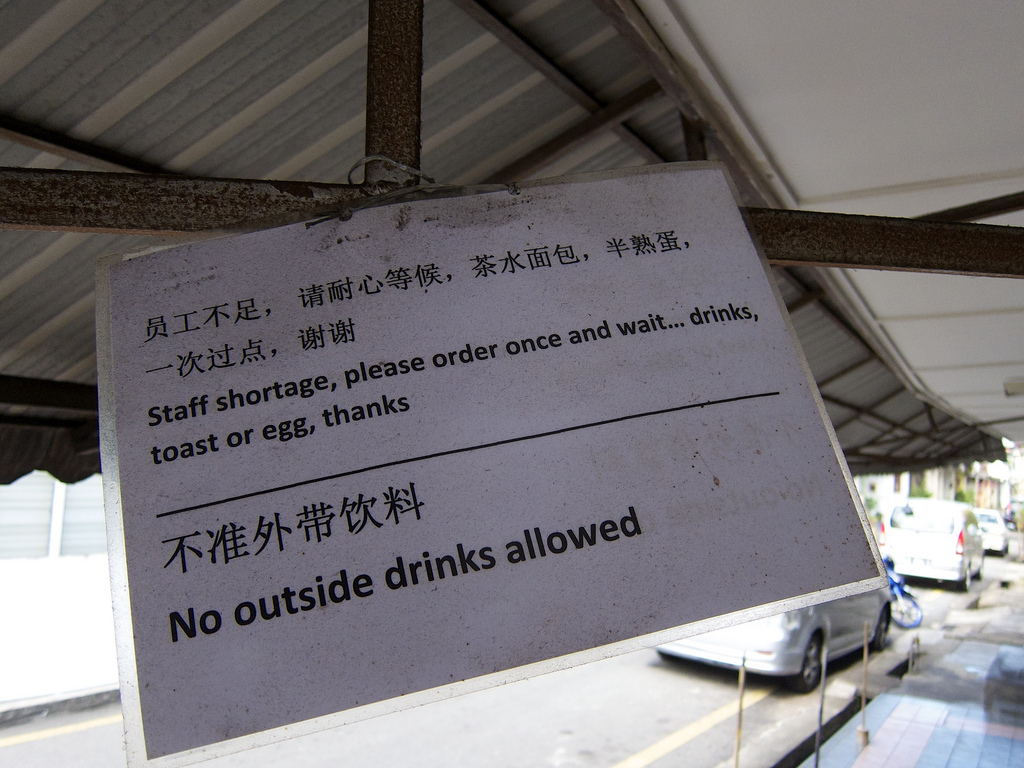 员工不足， 请耐心等候，茶水面包，半熟蛋，
一次过点，谢谢
Staff shortage, please order once and wait... drinks,
toast or egg, thanks
不准外带饮料
No outside drinks allowed